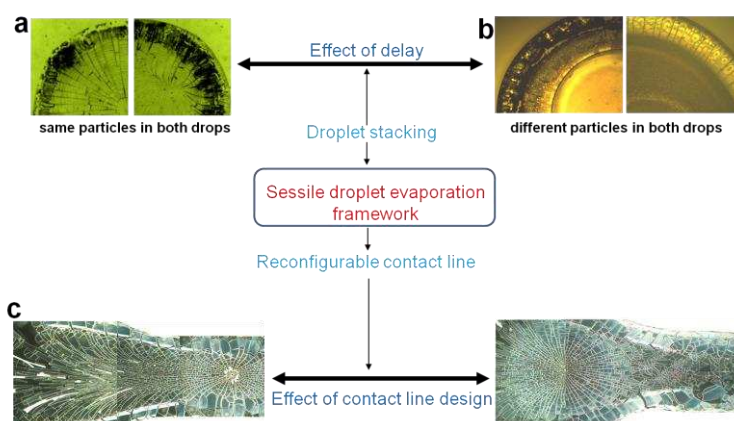 a
b
Effect of delay
same particles in both drops
different particles in both drops
Droplet stacking
Sessile droplet evaporation
framework
Reconfigurable contact line
c
Effect of contact line design